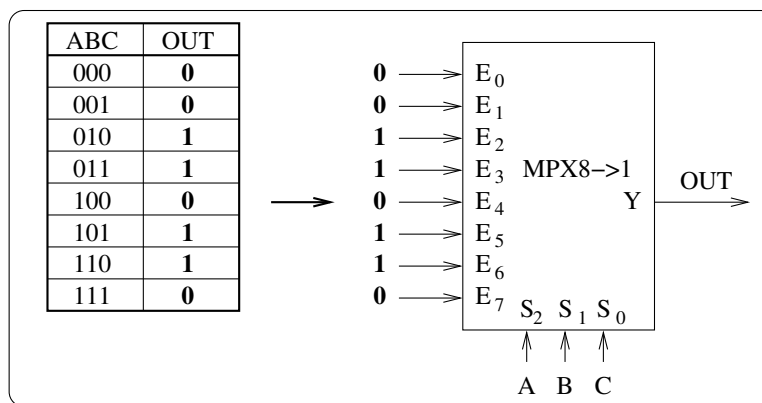 ABC OUT
000 0
001 0
010 1
011 1
100 0
101 1
110 1
111 0
0 E0
0 E1
1 E2
1 E3
0 E4
1 E5
1 E6
0 E7
MPX8->1
Y
OUT
S2 S1 S0
A B C